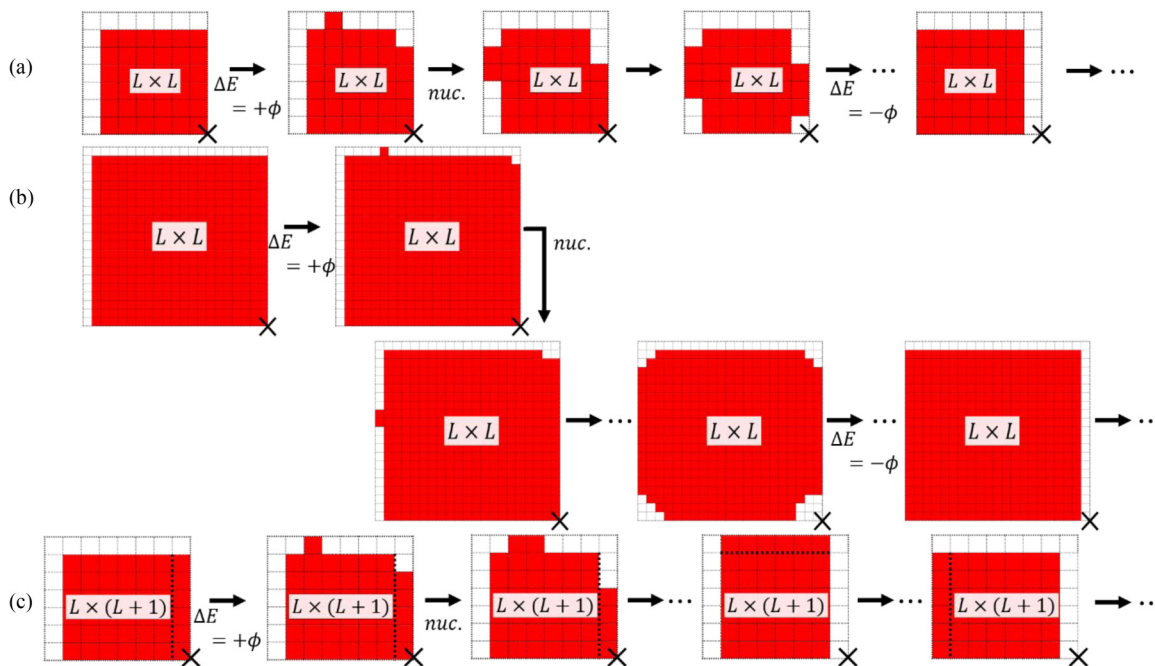 (a)
L × L
ΔE
= +ϕ
L × L
nuc.
L × L
L × L
ΔE
= −ϕ
...
L × L
...
(b)
L × L
ΔE
= +ϕ
L × L
nuc.
L × L
...
L × L
ΔE
= −ϕ
...
L × L
..
(c)
L × (L + 1)
ΔE
= +ϕ
L × (L + 1)
nuc.
L × (L + 1)
...
L × (L + 1)
...
L × (L + 1)
..